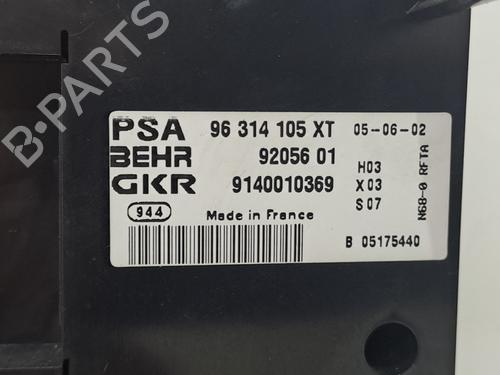 PSA 96 314 105 XT 05-06-02
BEHR 92056 01 H03
GKR 9140010369 X03
944 Made in France S07
B 05175440
N68-0 RFTA
B-PARTS